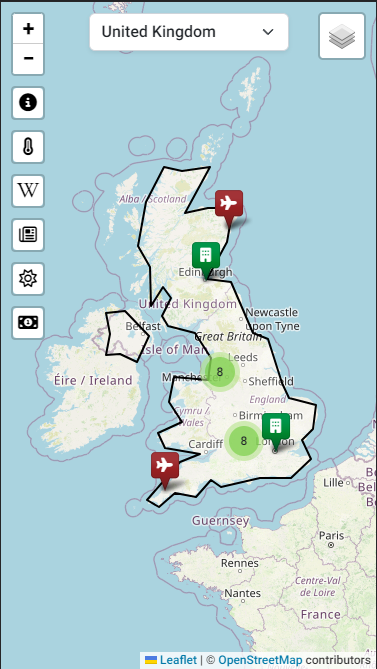 +
United Kingdom
−
W
Alba / Scotland
Edinburgh
United Kingdom
Newcastle
upon Tyne
Belfast
Great Britain
Isle of Man
Leeds
8
Éire / Ireland
Manchester
Sheffield
England
Cymru /
Wales
Birmingham
8
Cardiff
London
Lille
Guernsey
Paris
Rennes
Nantes
Centre-Val
de Loire
France
Leaflet | © OpenStreetMap contributors